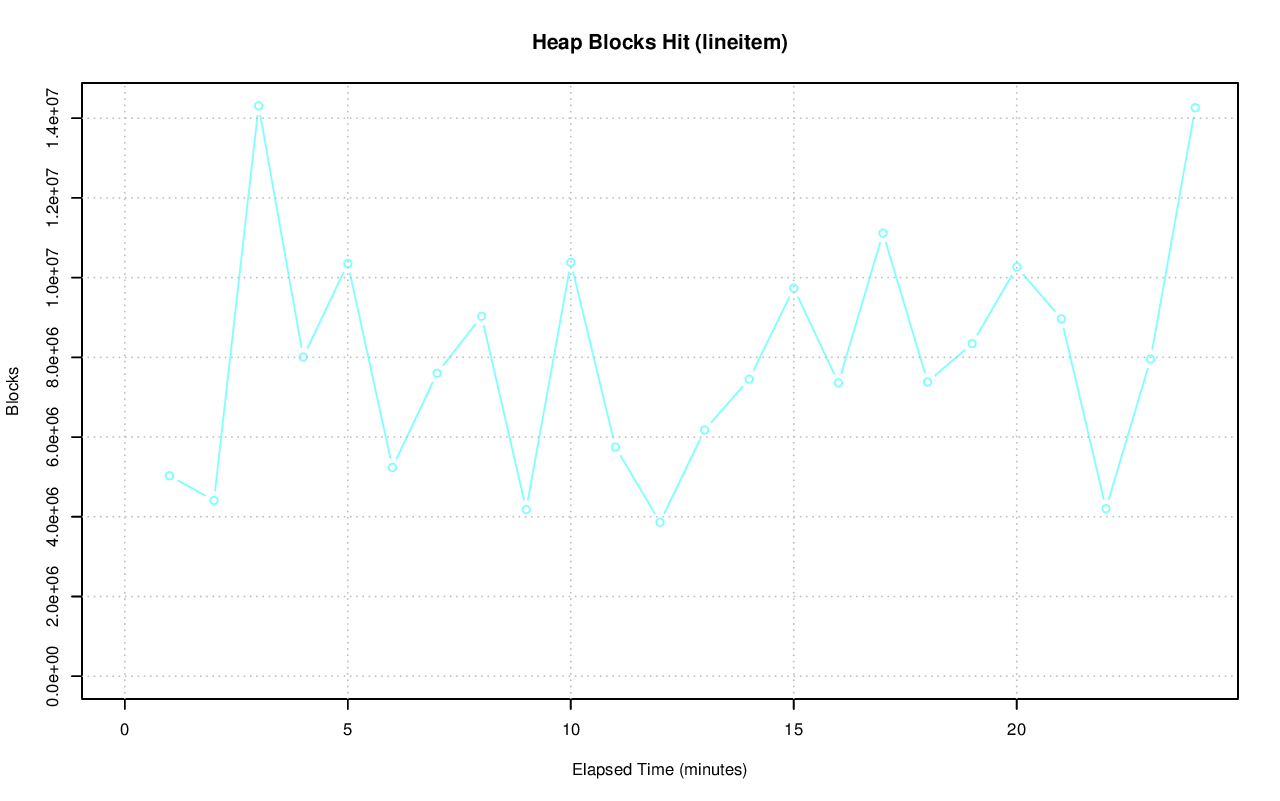 Heap Blocks Hit (lineitem)
Blocks
1.4e+07
1.2e+07
1.0e+07
8.0e+06
6.0e+06
4.0e+06
2.0e+06
0.0e+00
0 5 10 15 20
Elapsed Time (minutes)